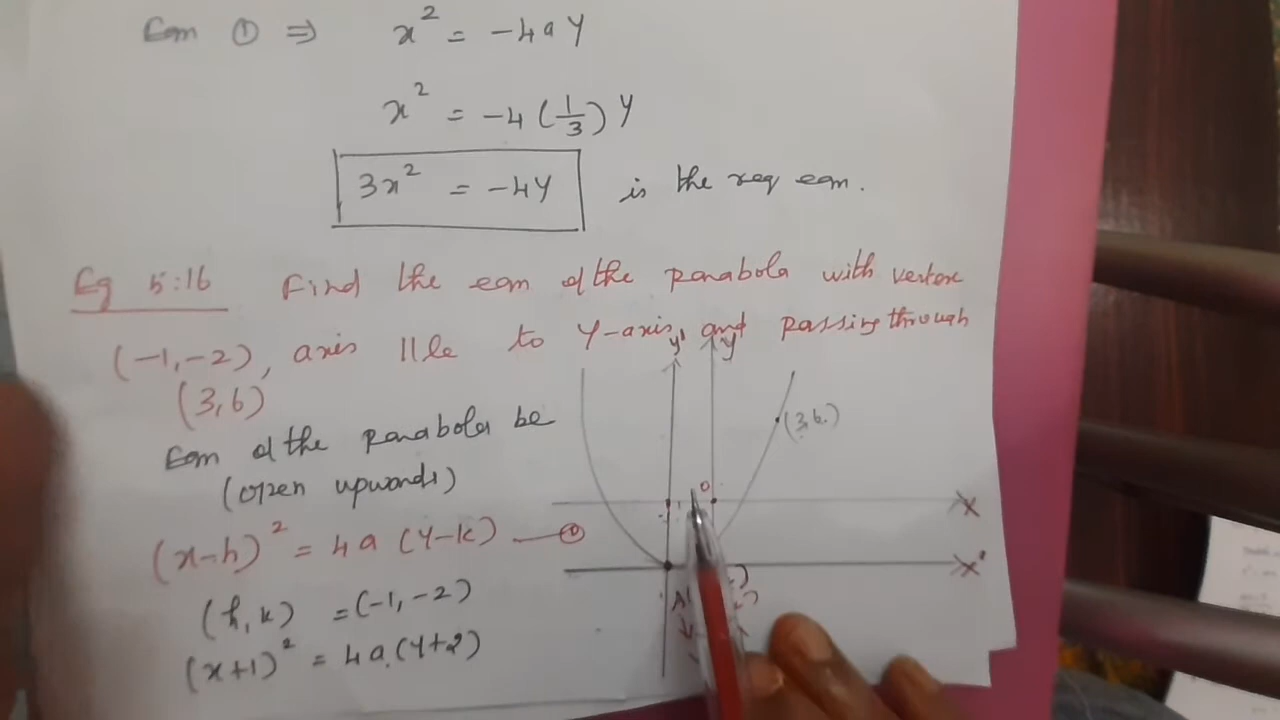 Eqn ① ⇒ x² = -4ay
x² = -4(1/3) y
3x² = -4y is the req eqn.
Eg 5:16 Find the eqn of the parabola with vertex
(-1,-2), axis ||le to Y-axis, and passing through
(3,6)
Eqn of the parabola be
(open upwards)
(x-h)² = 4a (y-k) — ①
(h,k) = (-1,-2)
(x+1)² = 4a (y+2)
y'
y
(3,6)
0
X
X'